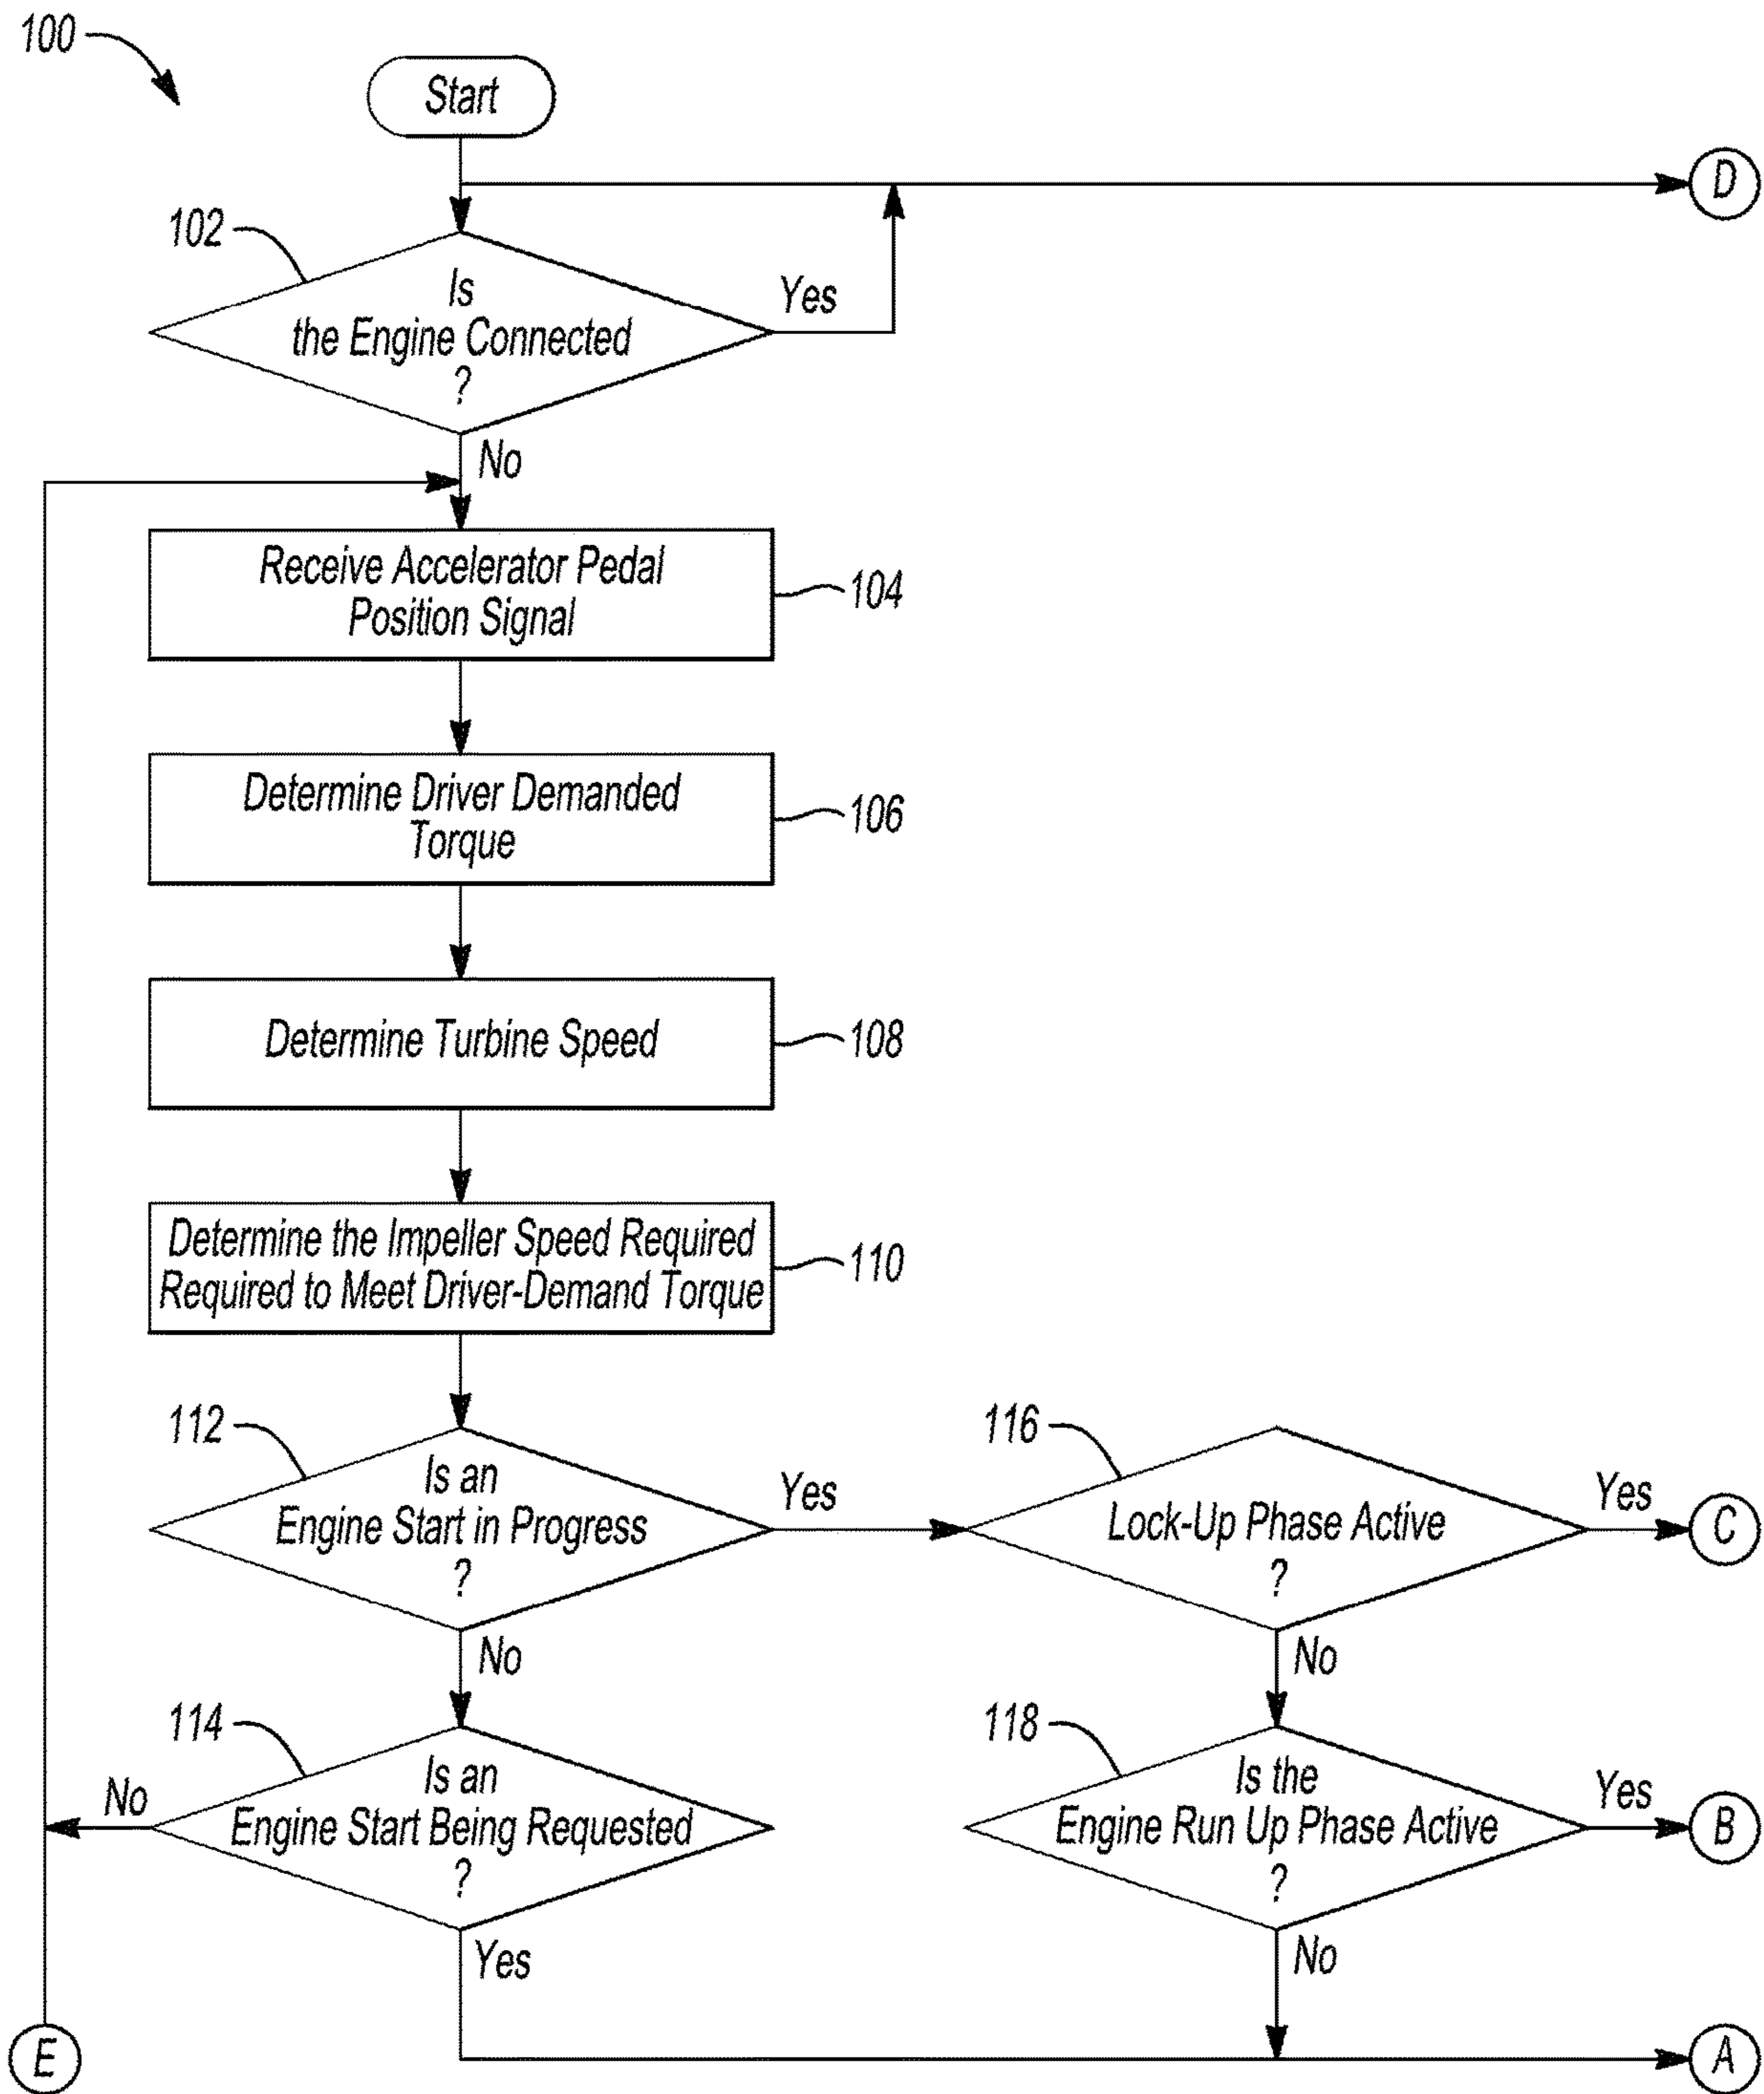 100
Start
D
102
Is
the Engine Connected
?
Yes
No
Receive Accelerator Pedal
Position Signal
104
Determine Driver Demanded
Torque
106
Determine Turbine Speed
108
Determine the Impeller Speed Required
Required to Meet Driver-Demand Torque
110
112
Is an
Engine Start in Progress
?
Yes
No
116
Lock-Up Phase Active
?
Yes
C
No
114
Is an
Engine Start Being Requested
?
No
Yes
118
Is the
Engine Run Up Phase Active
?
Yes
B
No
E
A